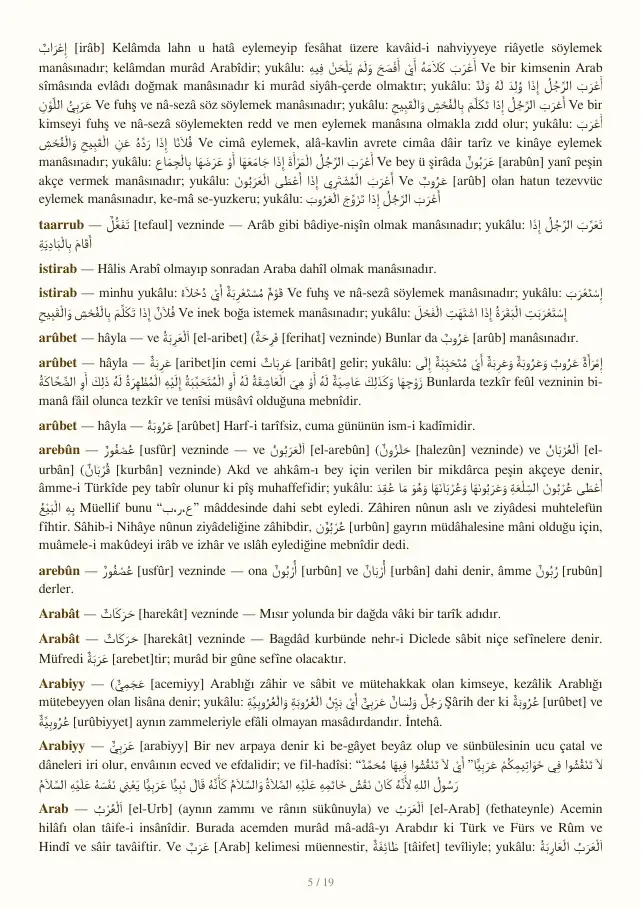 إِعْرَابٌ [irâb] Kelâmda lahn u hatâ eylemeyip fesâhat üzere kavâid-i nahviyyeye riâyetle söylemek
manâsınadır; kelâmdan murâd Arabîdir; yukâlu: أَعْرَبَ كَلاَمَهُ أَيْ أَفْصَحَ وَلَمْ يَلْحَنْ فِيهِ Ve bir kimsenin Arab
sîmâsında evlâdı doğmak manâsınadır ki murâd siyâh-çerde olmaktır; yukâlu: أَعْرَبَ الرَّجُلُ إِذَا وُلِدَ لَهُ وَلَدٌ
عَرَبِيُّ اللَّوْنِ Ve fuhş ve nâ-sezâ söz söylemek manâsınadır; yukâlu: أَعْرَبَ الرَّجُلُ إِذَا تَكَلَّمَ بِالْفُحْشِ وَالْقَبِيحِ Ve bir
kimseyi fuhş ve nâ-sezâ söylemekten redd ve men eylemek manâsına olmakla zıdd olur; yukâlu: أَعْرَبَ
فُلاَنًا إِذَا رَدَّهُ عَنِ الْقَبِيحِ وَالْفُحْشِ Ve cimâ eylemek, alâ-kavlin avrete cimâa dâir tarîz ve kinâye eylemek
manâsınadır; yukâlu: أَعْرَبَ الرَّجُلُ الْمَرْأَةَ إِذَا جَامَعَهَا أَوْ عَرَضَهَا بِالْجِمَاعِ Ve bey ü şirâda عَرَبُونٌ [arabûn] yanî peşin
akçe vermek manâsınadır; yukâlu: أَعْرَبَ الْمُشْتَرِي إِذَا أَعْطَى الْعَرَبُونَ Ve عَرُوبٌ [arûb] olan hatun tezevvüc
eylemek manâsınadır, ke-mâ se-yuzkeru; yukâlu: أَعْرَبَ الرَّجُلُ إِذَا تَزَوَّجَ الْعَرُوبَ
taarrub — تَفَعُّلٌ [tefaul] vezninde — Arâb gibi bâdiye-nişîn olmak manâsınadır; yukâlu: تَعَرَّبَ الرَّجُلُ إِذَا
أَقَامَ بِالْبَادِيَةِ
istirab — Hâlis Arabî olmayıp sonradan Araba dahîl olmak manâsınadır.
istirab — minhu yukâlu: قَوْمٌ مُسْتَعْرِبَةٌ أَيْ دُخَلاَءُ Ve fuhş ve nâ-sezâ söylemek manâsınadır; yukâlu: إِسْتَعْرَبَ
فُلاَنٌ إِذَا تَكَلَّمَ بِالْفُحْشِ وَالْقَبِيحِ Ve inek boğa istemek manâsınadır; yukâlu: إِسْتَعْرَبَتِ الْبَقَرَةُ إِذَا اشْتَهَتِ الْفَحْلَ
arûbet — hâyla — ve اَلْعَرِبَةُ [el-aribet] (فَرِحَةٌ [ferihat] vezninde) Bunlar da عَرُوبٌ [arûb] manâsınadır.
arûbet — hâyla — عَرِبَةٌ [aribet]in cemi عَرِبَاتٌ [aribât] gelir; yukâlu: إِمْرَأَةٌ عَرُوبٌ وَعَرُوبَةٌ وَعَرِبَةٌ أَيْ مُتَحَبِّبَةٌ إِلَى
زَوْجِهَا وَكَذَلِكَ عَاصِيَةٌ لَهُ أَوْ هِيَ الْعَاشِقَةُ لَهُ أَوِ الْمُتَحَبِّبَةُ إِلَيْهِ الْمُظْهِرَةُ لَهُ ذَلِكَ أَوِ الضَّحَّاكَةُ Bunlarda tezkîr feûl vezninin bi-
manâ fâil olunca tezkîr ve tenîsi müsâvî olduğuna mebnîdir.
arûbet — hâyla — عَرُوبَةُ [arûbet] Harf-i tarîfsiz, cuma gününün ism-i kadîmidir.
arebûn — عُصْفُورٌ [usfûr] vezninde — ve اَلْعَرَبُونُ [el-arebûn] (حَلَزُونٌ [halezûn] vezninde) ve اَلْعُرْبَانُ [el-
urbân] (قُرْبَانٌ [kurbân] vezninde) Akd ve ahkâm-ı bey için verilen bir mikdârca peşin akçeye denir,
âmme-i Türkîde pey tabîr olunur ki pîş muhaffefidir; yukâlu: أَعْطَى عُرْبُونَ السِّلْعَةِ وَعَرَبُونَهَا وَعُرْبَانَهَا وَهُوَ مَا عُقِدَ
بِهِ الْبَيْعُ Müellif bunu “ع،ر،ب” mâddesinde dahi sebt eyledi. Zâhiren nûnun aslı ve ziyâdesi muhtelefün
fîhtir. Sâhib-i Nihâye nûnun ziyâdeliğine zâhibdir, عُرْبُوْن [urbûn] gayrın müdâhalesine mâni olduğu için,
muâmele-i makûdeyi irâb ve izhâr ve ıslâh eylediğine mebnîdir dedi.
arebûn — عُصْفُورٌ [usfûr] vezninde — ona أُرْبُونٌ [urbûn] ve أُرْبَانٌ [urbân] dahi denir, âmme رُبُونٌ [rubûn]
derler.
Arabât — حَرَكَاتٌ [harekât] vezninde — Mısır yolunda bir dağda vâki bir tarîk adıdır.
Arabât — حَرَكَاتٌ [harekât] vezninde — Bagdâd kurbünde nehr-i Diclede sâbit niçe sefînelere denir.
Müfredi عَرَبَةٌ [arebet]tir; murâd bir gûne sefîne olacaktır.
Arabiyy — (عَجَمِيٌّ [acemiyy] Arablığı zâhir ve sâbit ve mütehakkak olan kimseye, kezâlik Arablığı
mütebeyyen olan lisâna denir; yukâlu: رَجُلٌ وَلِسَانٌ عَرَبِيٌّ أَيْ بَيِّنُ الْعُرُوبَةِ وَالْعُرُوبِيَّةِ Şârih der ki عُرُوبَةٌ [urûbet] ve
عُرُوبِيَّةٌ [urûbiyyet] aynın zammeleriyle efâli olmayan masâdırdandır. İntehâ.
Arabiyy — عَرَبِيٌّ [arabiyy] Bir nev arpaya denir ki be-gâyet beyâz olup ve sünbülesinin ucu çatal ve
dâneleri iri olur, envâının ecved ve efdalidir; ve fil-hadîsi: “لاَ تَنْقُشُوا فِي خَوَاتِيمِكُمْ عَرَبِيًّا” أَيْ لاَ تَنْقُشُوا فِيهَا مُحَمَّدٌ
رَسُولُ اللهِ لأَنَّهُ كَانَ نَقْشُ خَاتَمِهِ عَلَيْهِ الصَّلاَةُ وَالسَّلاَمُ كَأَنَّهُ قَالَ نَبِيًّا عَرَبِيًّا يَعْنِي نَفْسَهُ عَلَيْهِ السَّلاَمُ
Arab — اَلْعُرْبُ [el-Urb] (aynın zammı ve rânın sükûnuyla) ve اَلْعَرَبُ [el-Arab] (fethateynle) Acemin
hilâfı olan tâife-i insânîdir. Burada acemden murâd mâ-adâ-yı Arabdır ki Türk ve Fürs ve Rûm ve
Hindî ve sâir tavâiftir. Ve عَرَبٌ [Arab] kelimesi müennestir, طَائِفَةٌ [tâifet] tevîliyle; yukâlu: اَلْعَرَبُ الْعَارِبَةُ
5 / 19